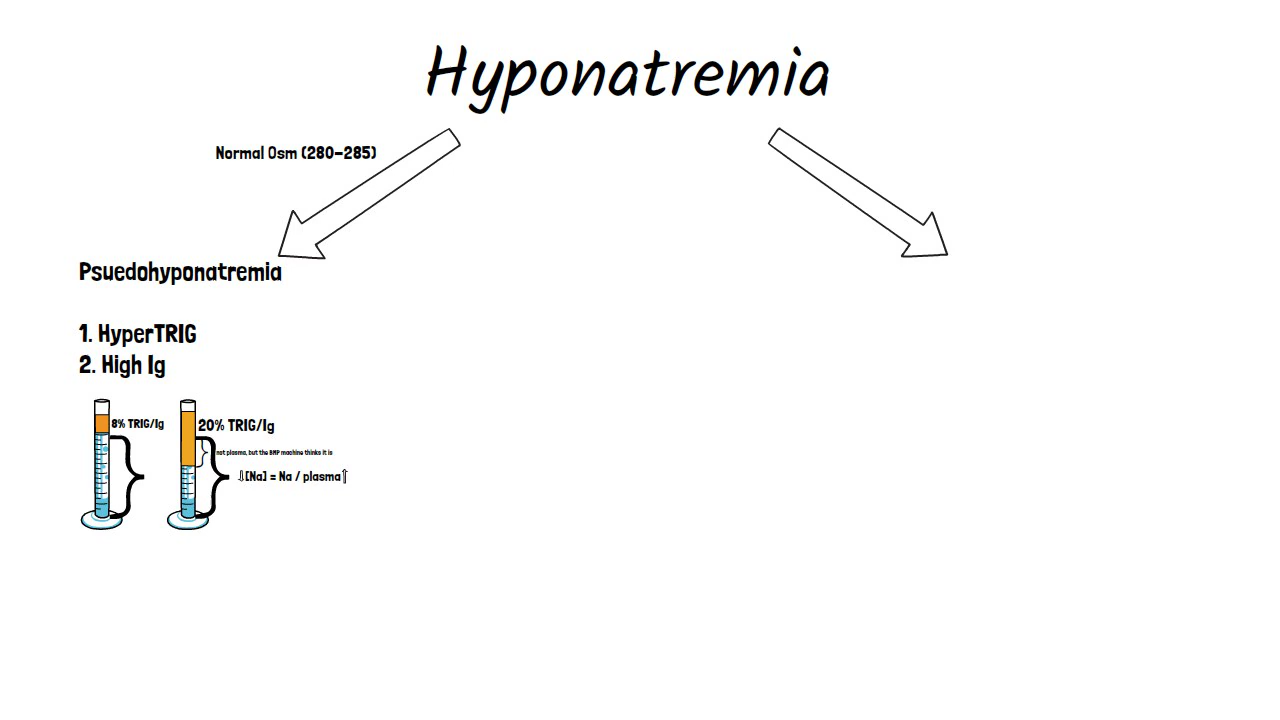 Hyponatremia
Normal Osm (280-285)
Psuedohyponatremia
1. HyperTRIG
2. High Ig
8% TRIG/Ig
20% TRIG/Ig
not plasma, but the BMP machine thinks it is
⇩[Na] = Na / plasma⇧